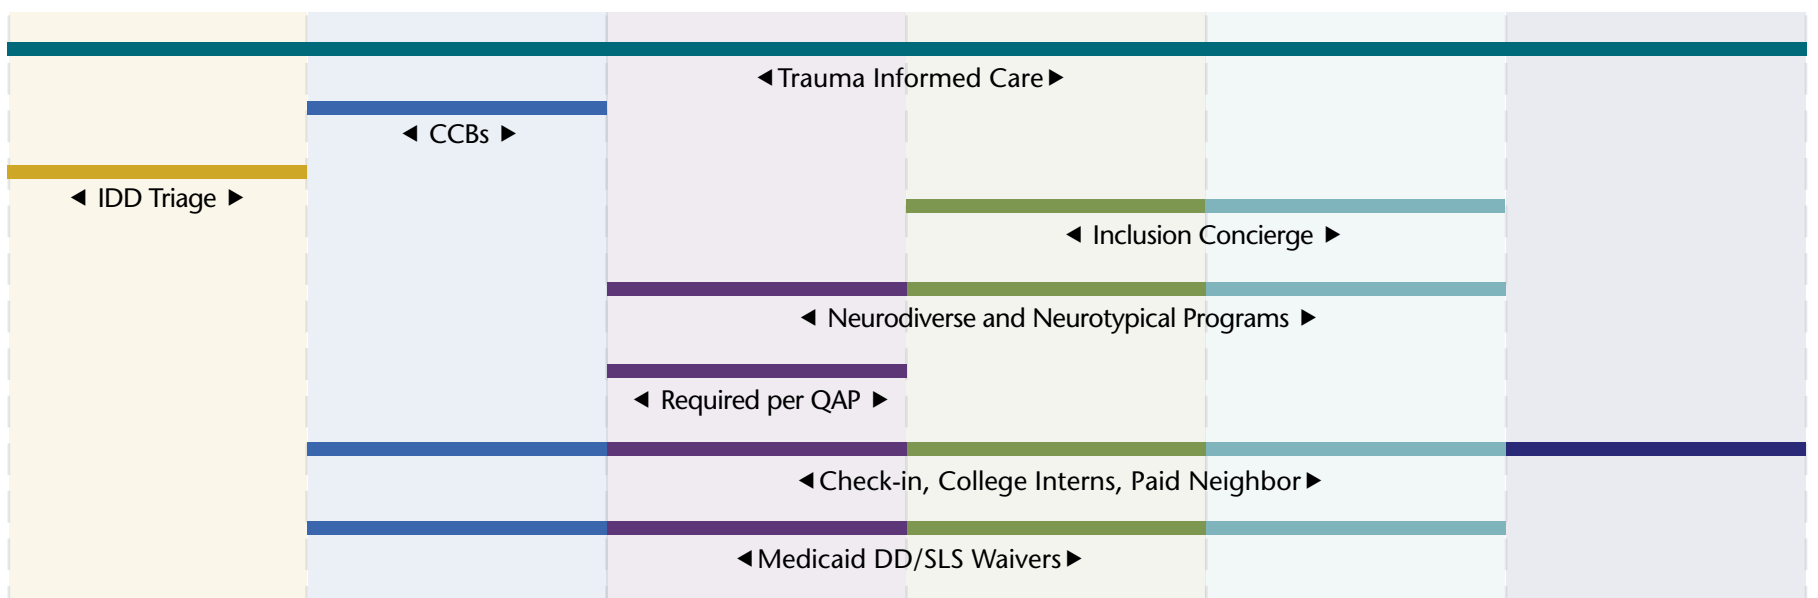 ◄Trauma Informed Care►
◄ CCBs ►
◄ IDD Triage ►
◄ Inclusion Concierge ►
◄ Neurodiverse and Neurotypical Programs ►
◄ Required per QAP ►
◄Check-in, College Interns, Paid Neighbor►
◄Medicaid DD/SLS Waivers►